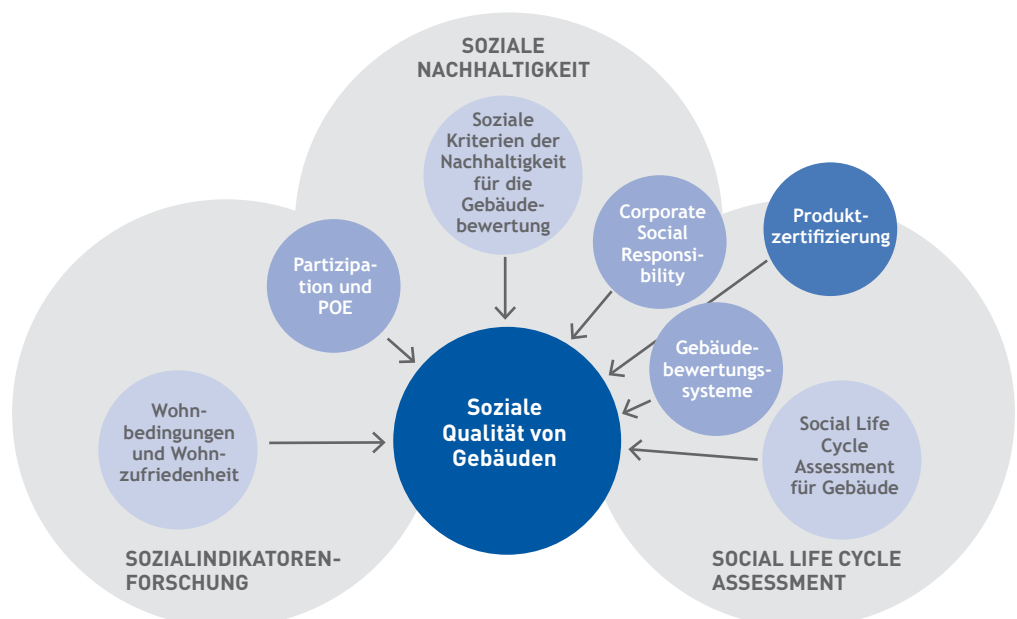 SOZIALE
NACHHALTIGKEIT
Soziale
Kriterien der
Nachhaltigkeit
für die
Gebäude-
bewertung
Corporate
Social
Responsi-
bility
Produkt-
zertifizierung
Partizipa-
tion und
POE
Gebäude-
bewertungs-
systeme
Soziale
Qualität von
Gebäuden
Wohn-
bedingungen
und Wohn-
zufriedenheit
Social Life
Cycle
Assessment
für Gebäude
SOZIALINDIKATOREN-
FORSCHUNG
SOCIAL LIFE CYCLE
ASSESSMENT